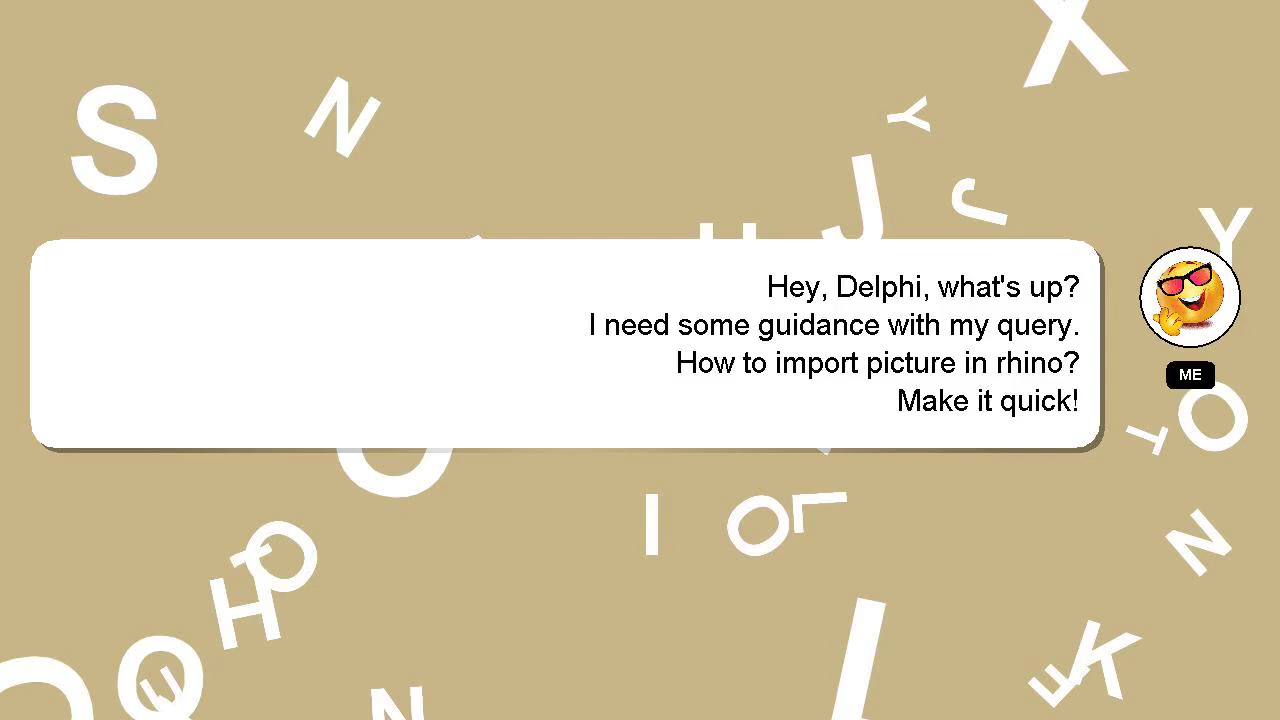 Hey, Delphi, what's up?
I need some guidance with my query.
How to import picture in rhino?
Make it quick!
ME